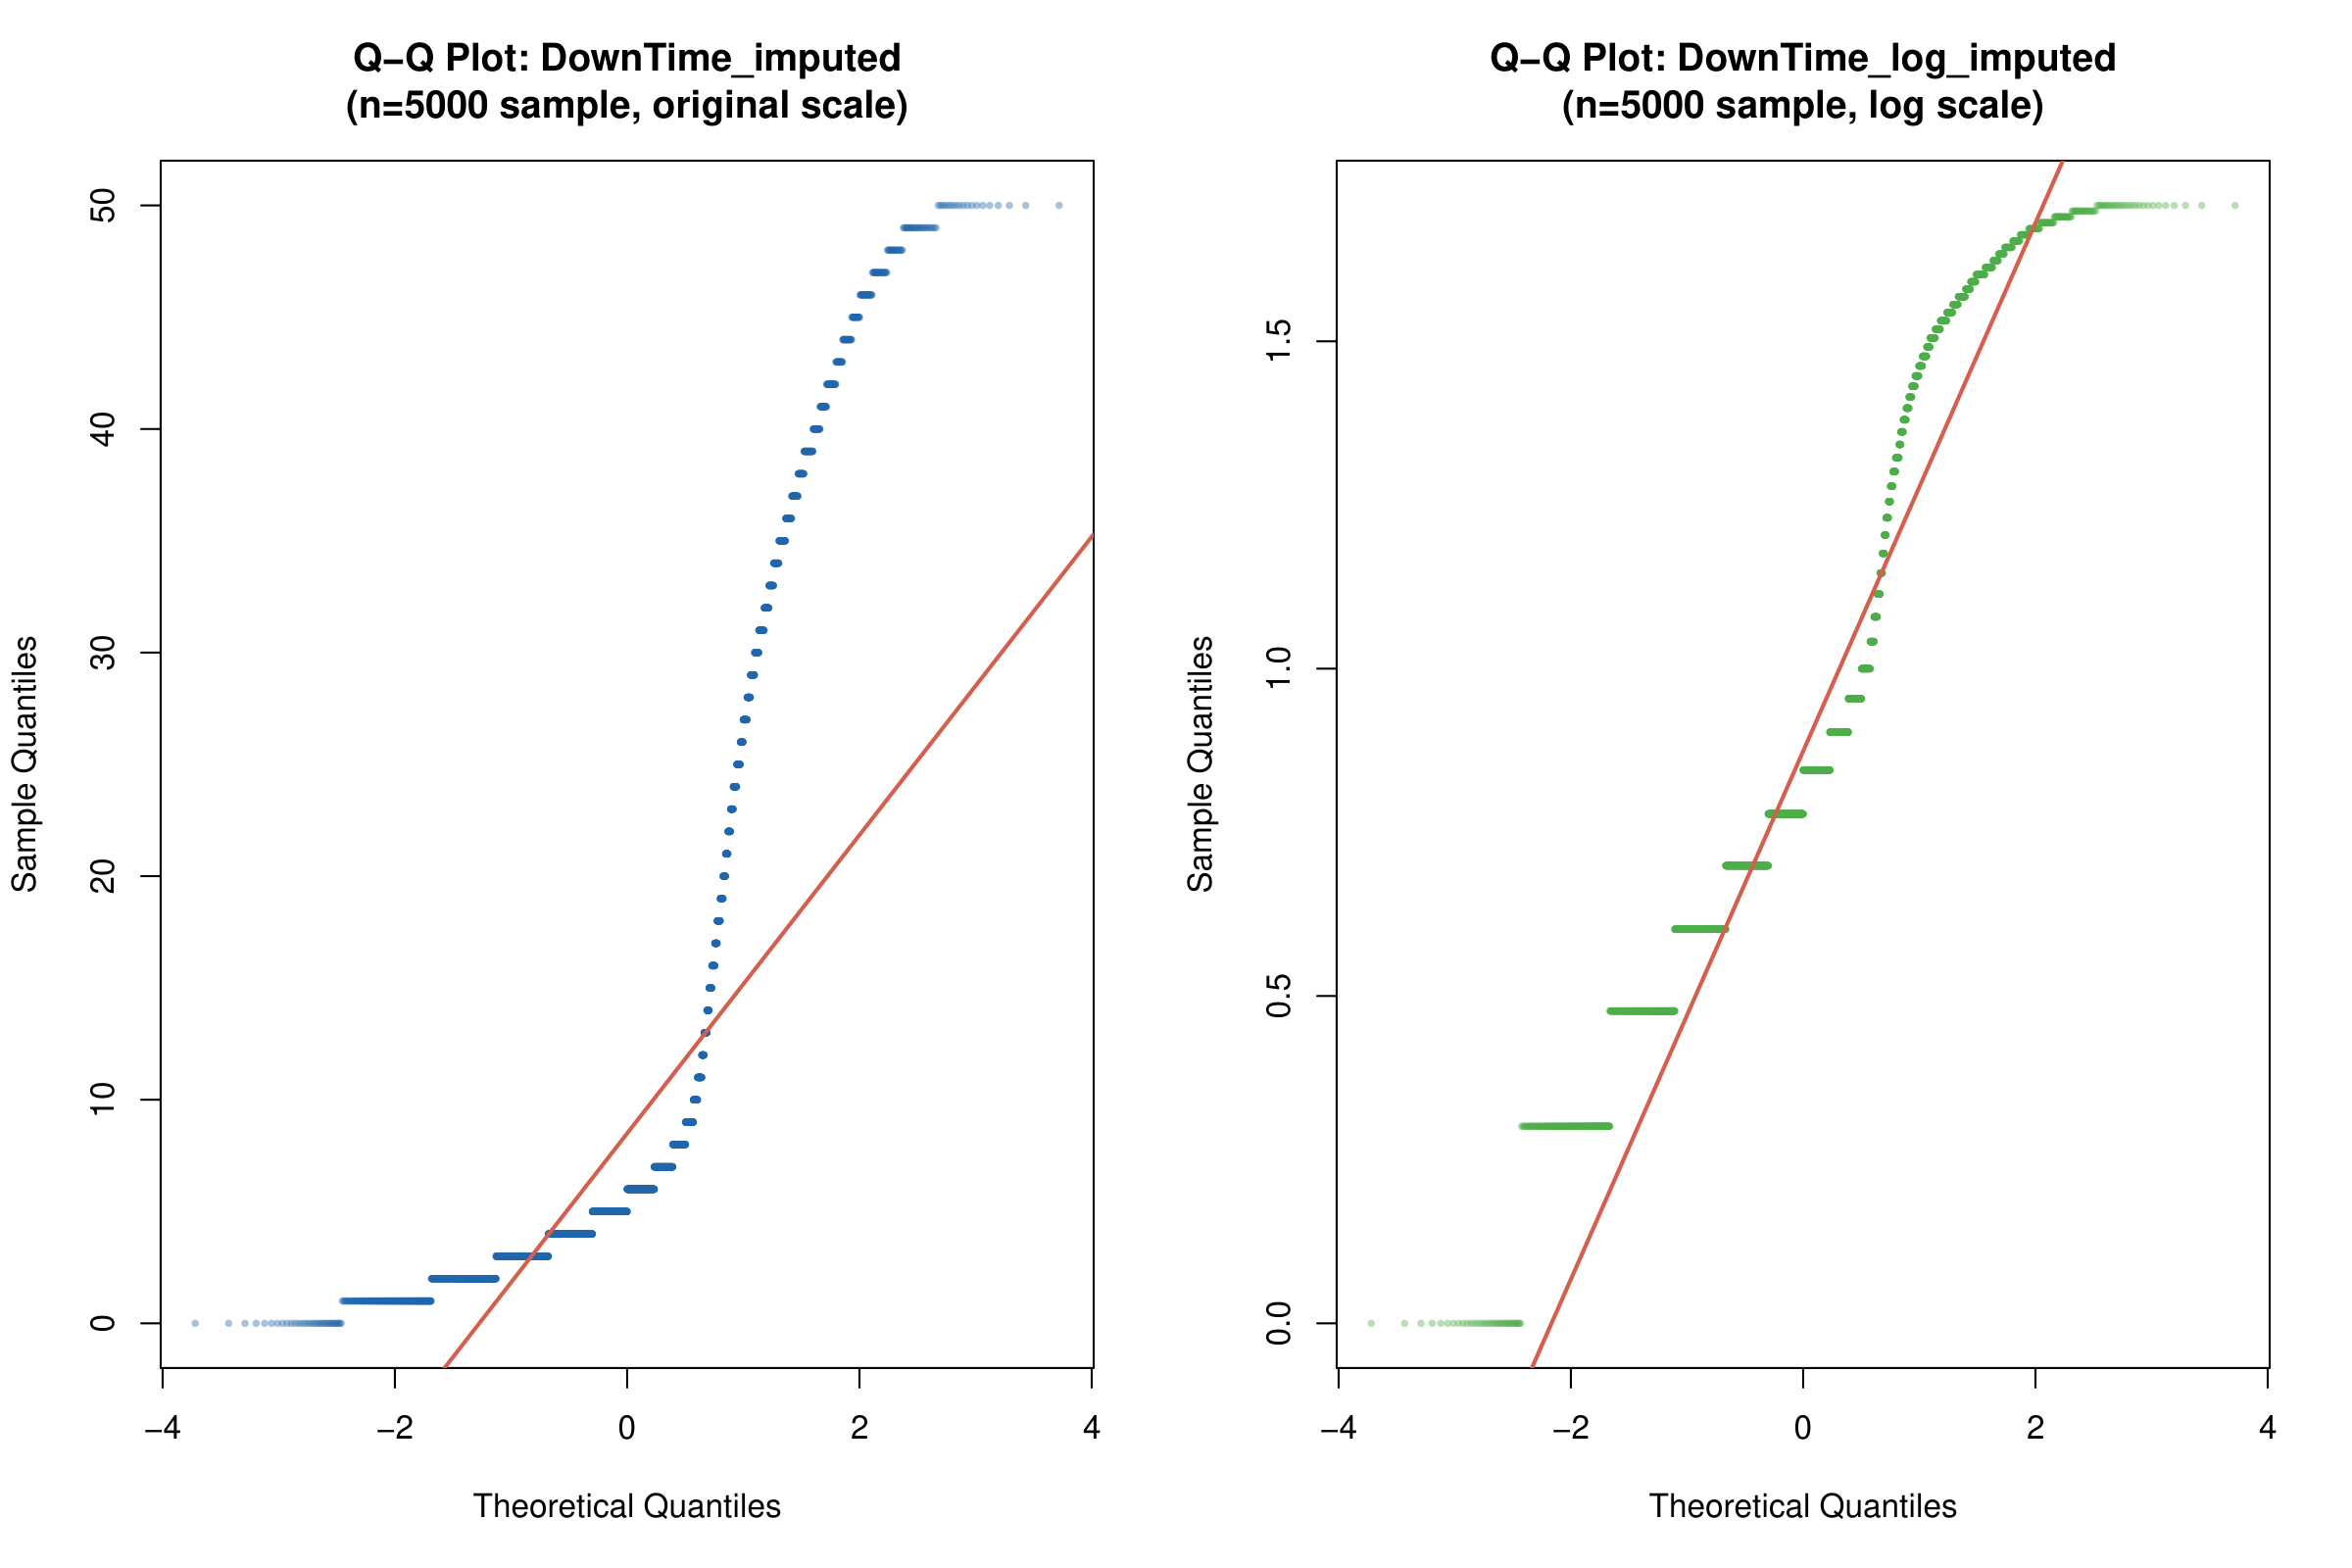 Q−Q Plot: DownTime_imputed
(n=5000 sample, original scale)
Sample Quantiles
50
40
30
20
10
0
−4
−2
0
2
4
Theoretical Quantiles
Q−Q Plot: DownTime_log_imputed
(n=5000 sample, log scale)
Sample Quantiles
1.5
1.0
0.5
0.0
−4
−2
0
2
4
Theoretical Quantiles